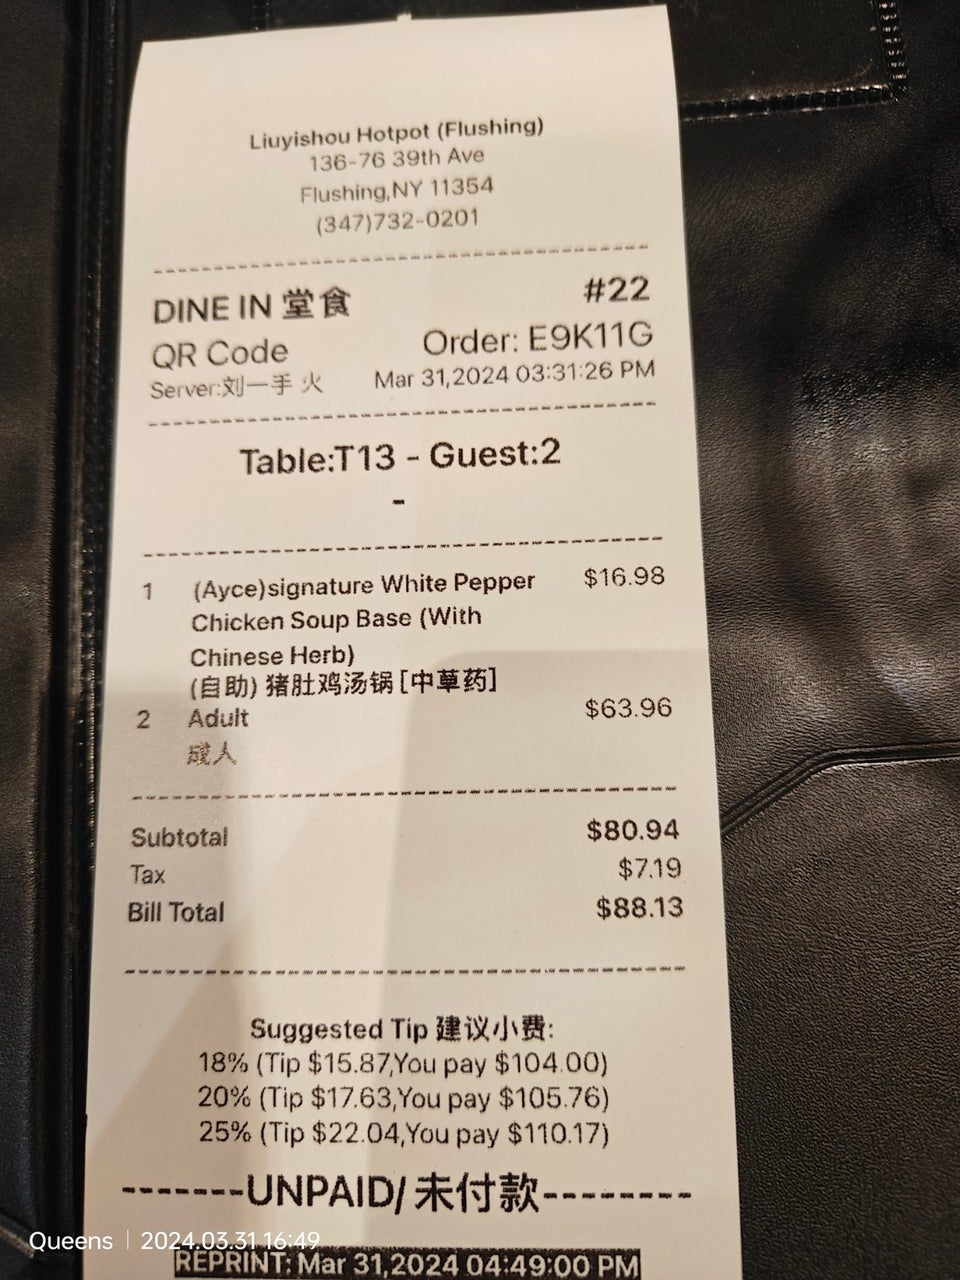 Liuyishou Hotpot (Flushing)
136-76 39th Ave
Flushing,NY 11354
(347)732-0201
DINE IN 堂食 #22
QR Code Order: E9K11G
Server:刘一手 火 Mar 31,2024 03:31:26 PM
Table:T13 - Guest:2
-
1 (Ayce)signature White Pepper $16.98
Chicken Soup Base (With
Chinese Herb)
(自助) 猪肚鸡汤锅 [中草药]
2 Adult $63.96
成人
Subtotal $80.94
Tax $7.19
Bill Total $88.13
Suggested Tip 建议小费:
18% (Tip $15.87,You pay $104.00)
20% (Tip $17.63,You pay $105.76)
25% (Tip $22.04,You pay $110.17)
-------UNPAID/ 未付款--------
Queens | 2024.03.31 16:49
REPRINT: Mar 31,2024 04:49:00 PM